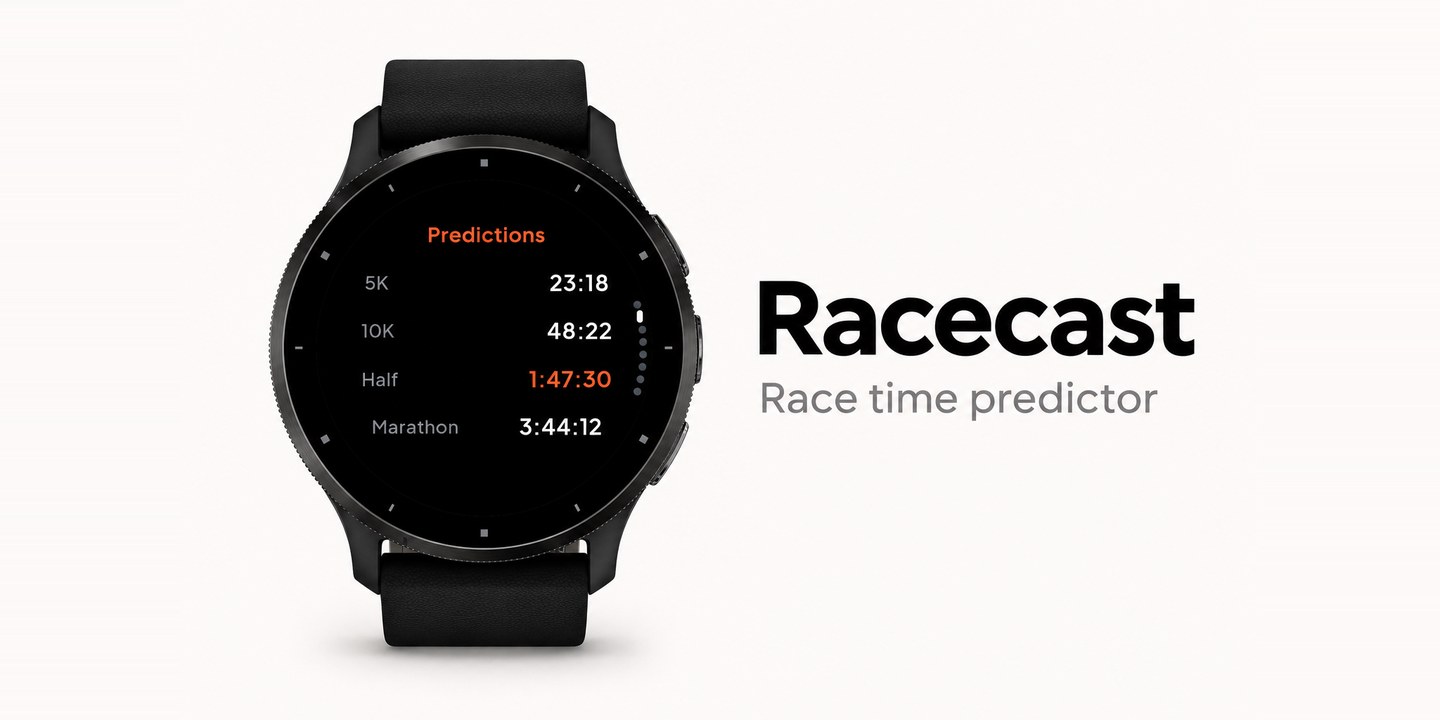 Predictions
5K 23:18
10K 48:22
Half 1:47:30
Marathon 3:44:12
Racecast
Race time predictor